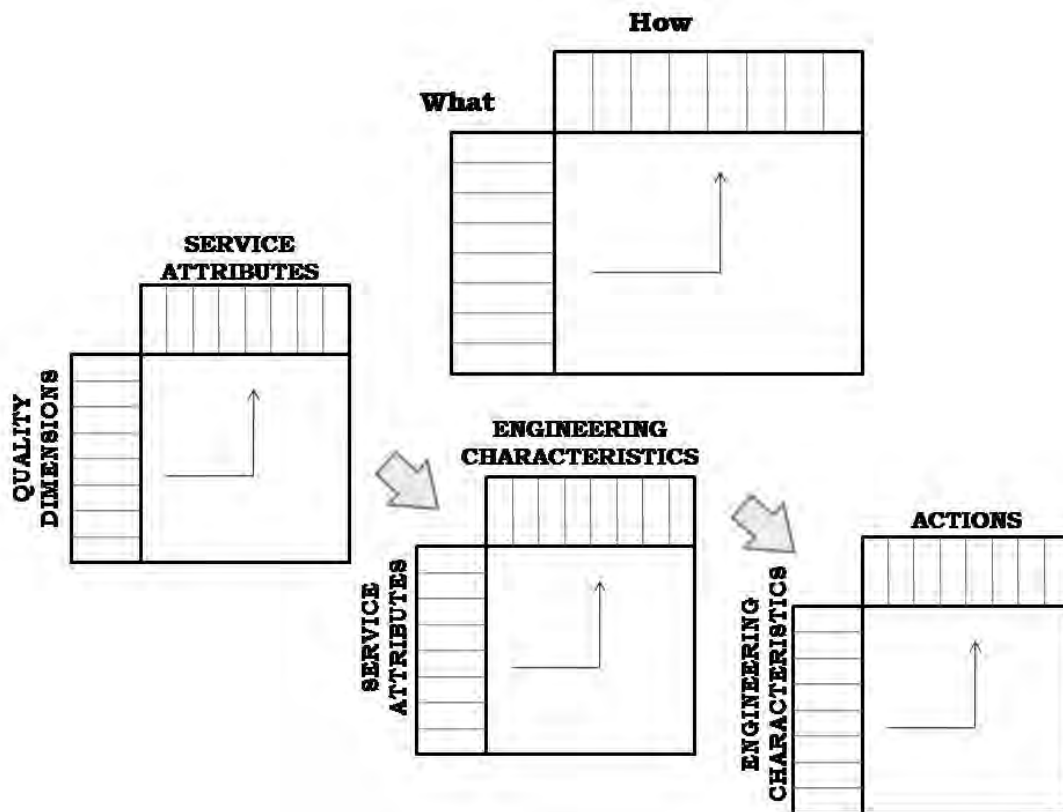 How
What
SERVICE
ATTRIBUTES
QUALITY
DIMENSIONS
ENGINEERING
CHARACTERISTICS
SERVICE
ATTRIBUTES
ACTIONS
ENGINEERING
CHARACTERISTICS